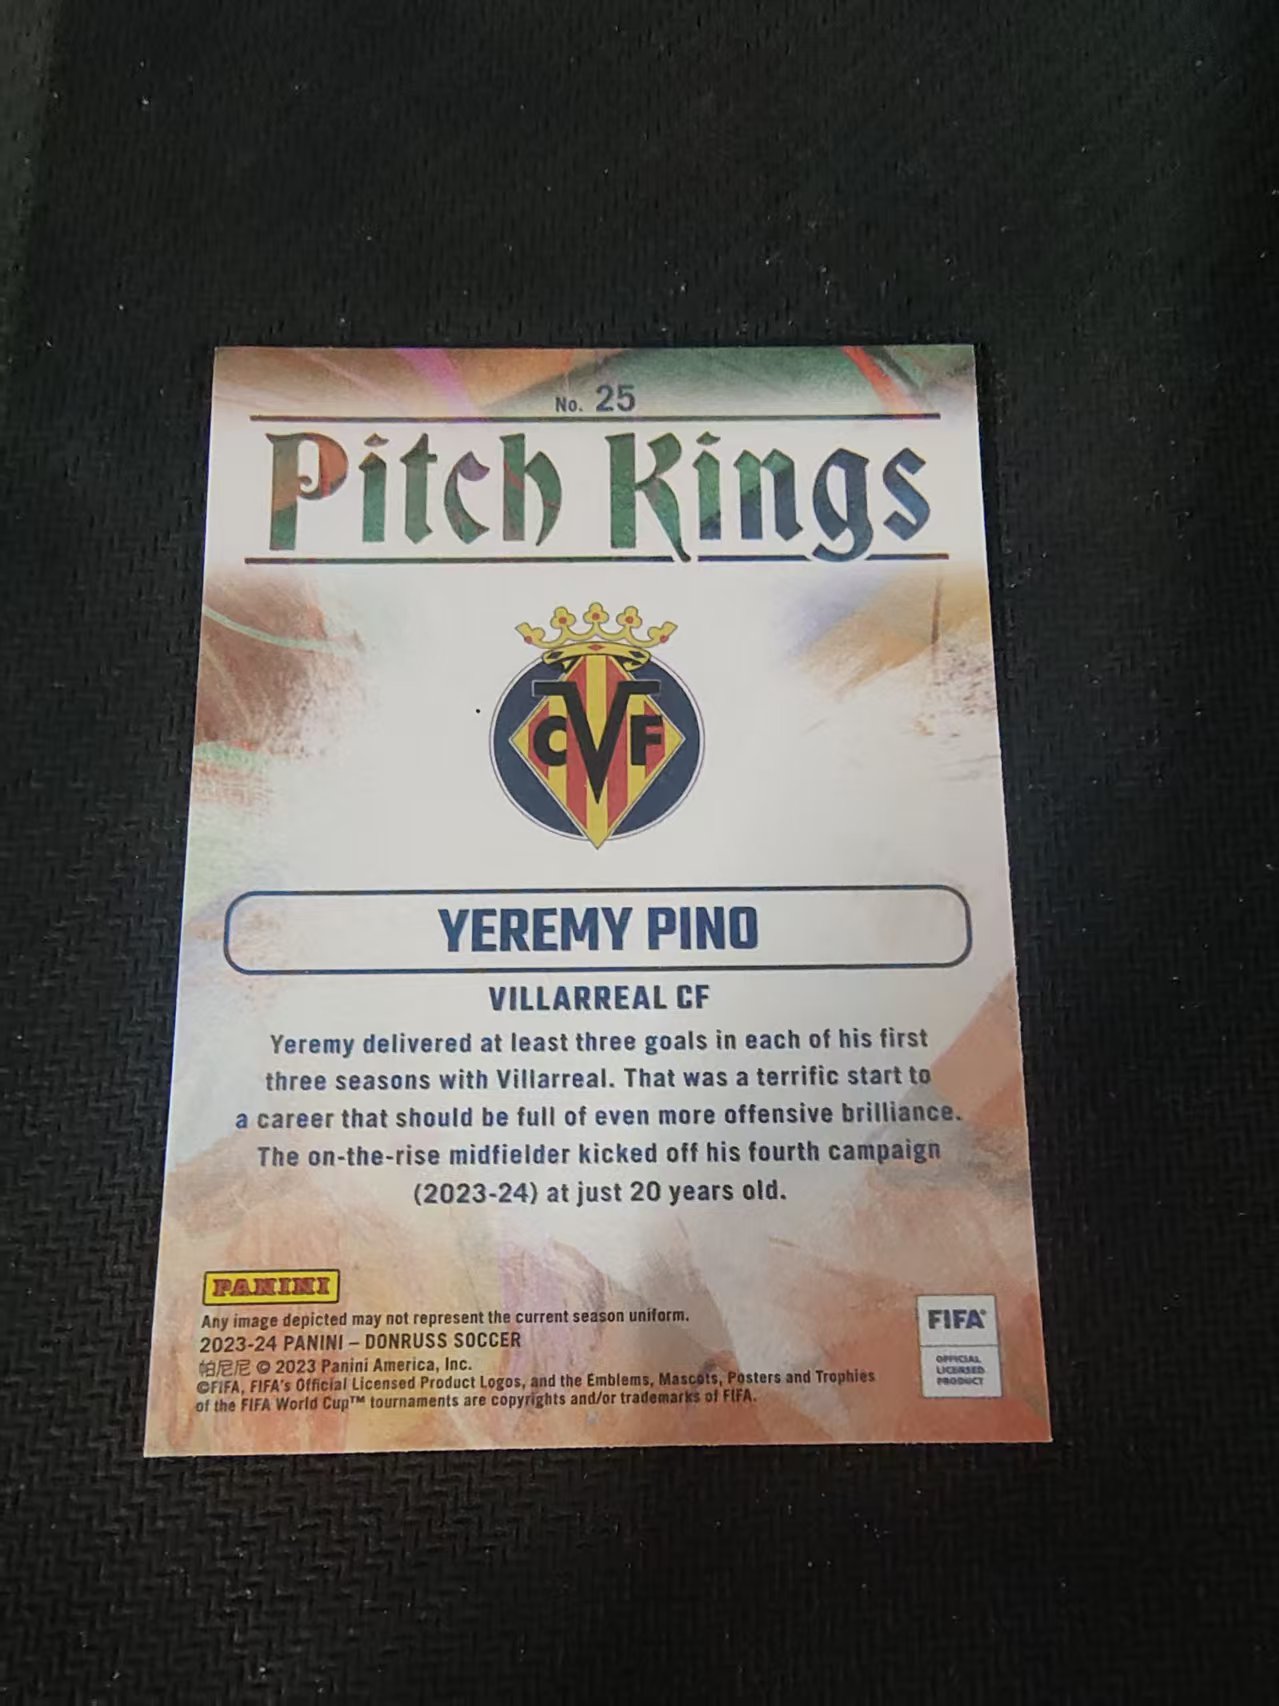 No. 25
Pitch Kings
CVF
YEREMY PINO
VILLARREAL CF
Yeremy delivered at least three goals in each of his first
three seasons with Villarreal. That was a terrific start to
a career that should be full of even more offensive brilliance.
The on-the-rise midfielder kicked off his fourth campaign
(2023-24) at just 20 years old.
PANINI
Any image depicted may not represent the current season uniform.
2023-24 PANINI – DONRUSS SOCCER
帕尼尼 © 2023 Panini America, Inc.
©FIFA, FIFA's Official Licensed Product Logos, and the Emblems, Mascots, Posters and Trophies
of the FIFA World Cup™ tournaments are copyrights and/or trademarks of FIFA.
FIFA®
OFFICIAL
LICENSED
PRODUCT